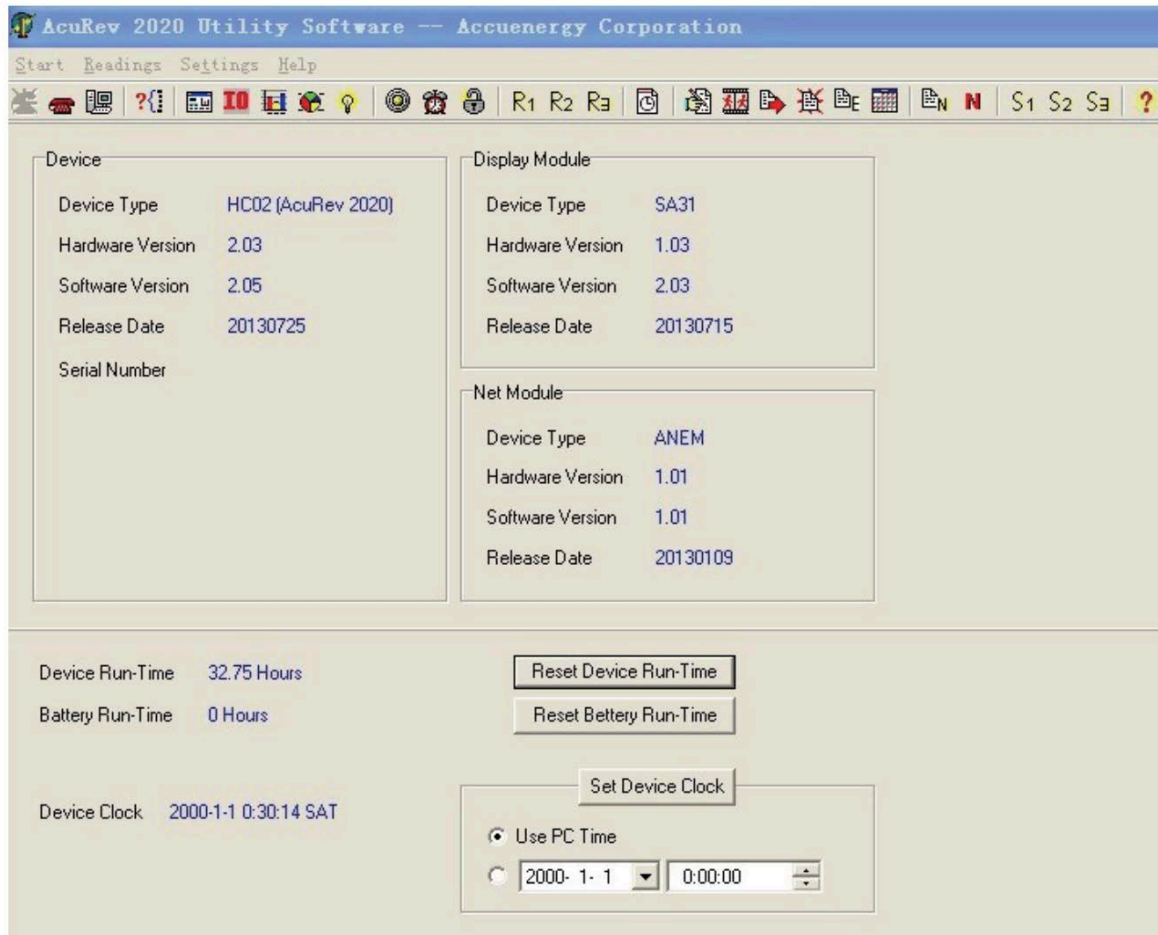 AcuRev 2020 Utility Software -- Accuenergy Corporation
Start Readings Settings Help
?{} IO R1 R2 R3 E N N S1 S2 S3 ?
Device
Device Type HC02 (AcuRev 2020)
Hardware Version 2.03
Software Version 2.05
Release Date 20130725
Serial Number
Display Module
Device Type SA31
Hardware Version 1.03
Software Version 2.03
Release Date 20130715
Net Module
Device Type ANEM
Hardware Version 1.01
Software Version 1.01
Release Date 20130109
Device Run-Time 32.75 Hours Reset Device Run-Time
Battery Run-Time 0 Hours Reset Bettery Run-Time
Set Device Clock
Device Clock 2000-1-1 0:30:14 SAT
Use PC Time
2000- 1- 1 0:00:00